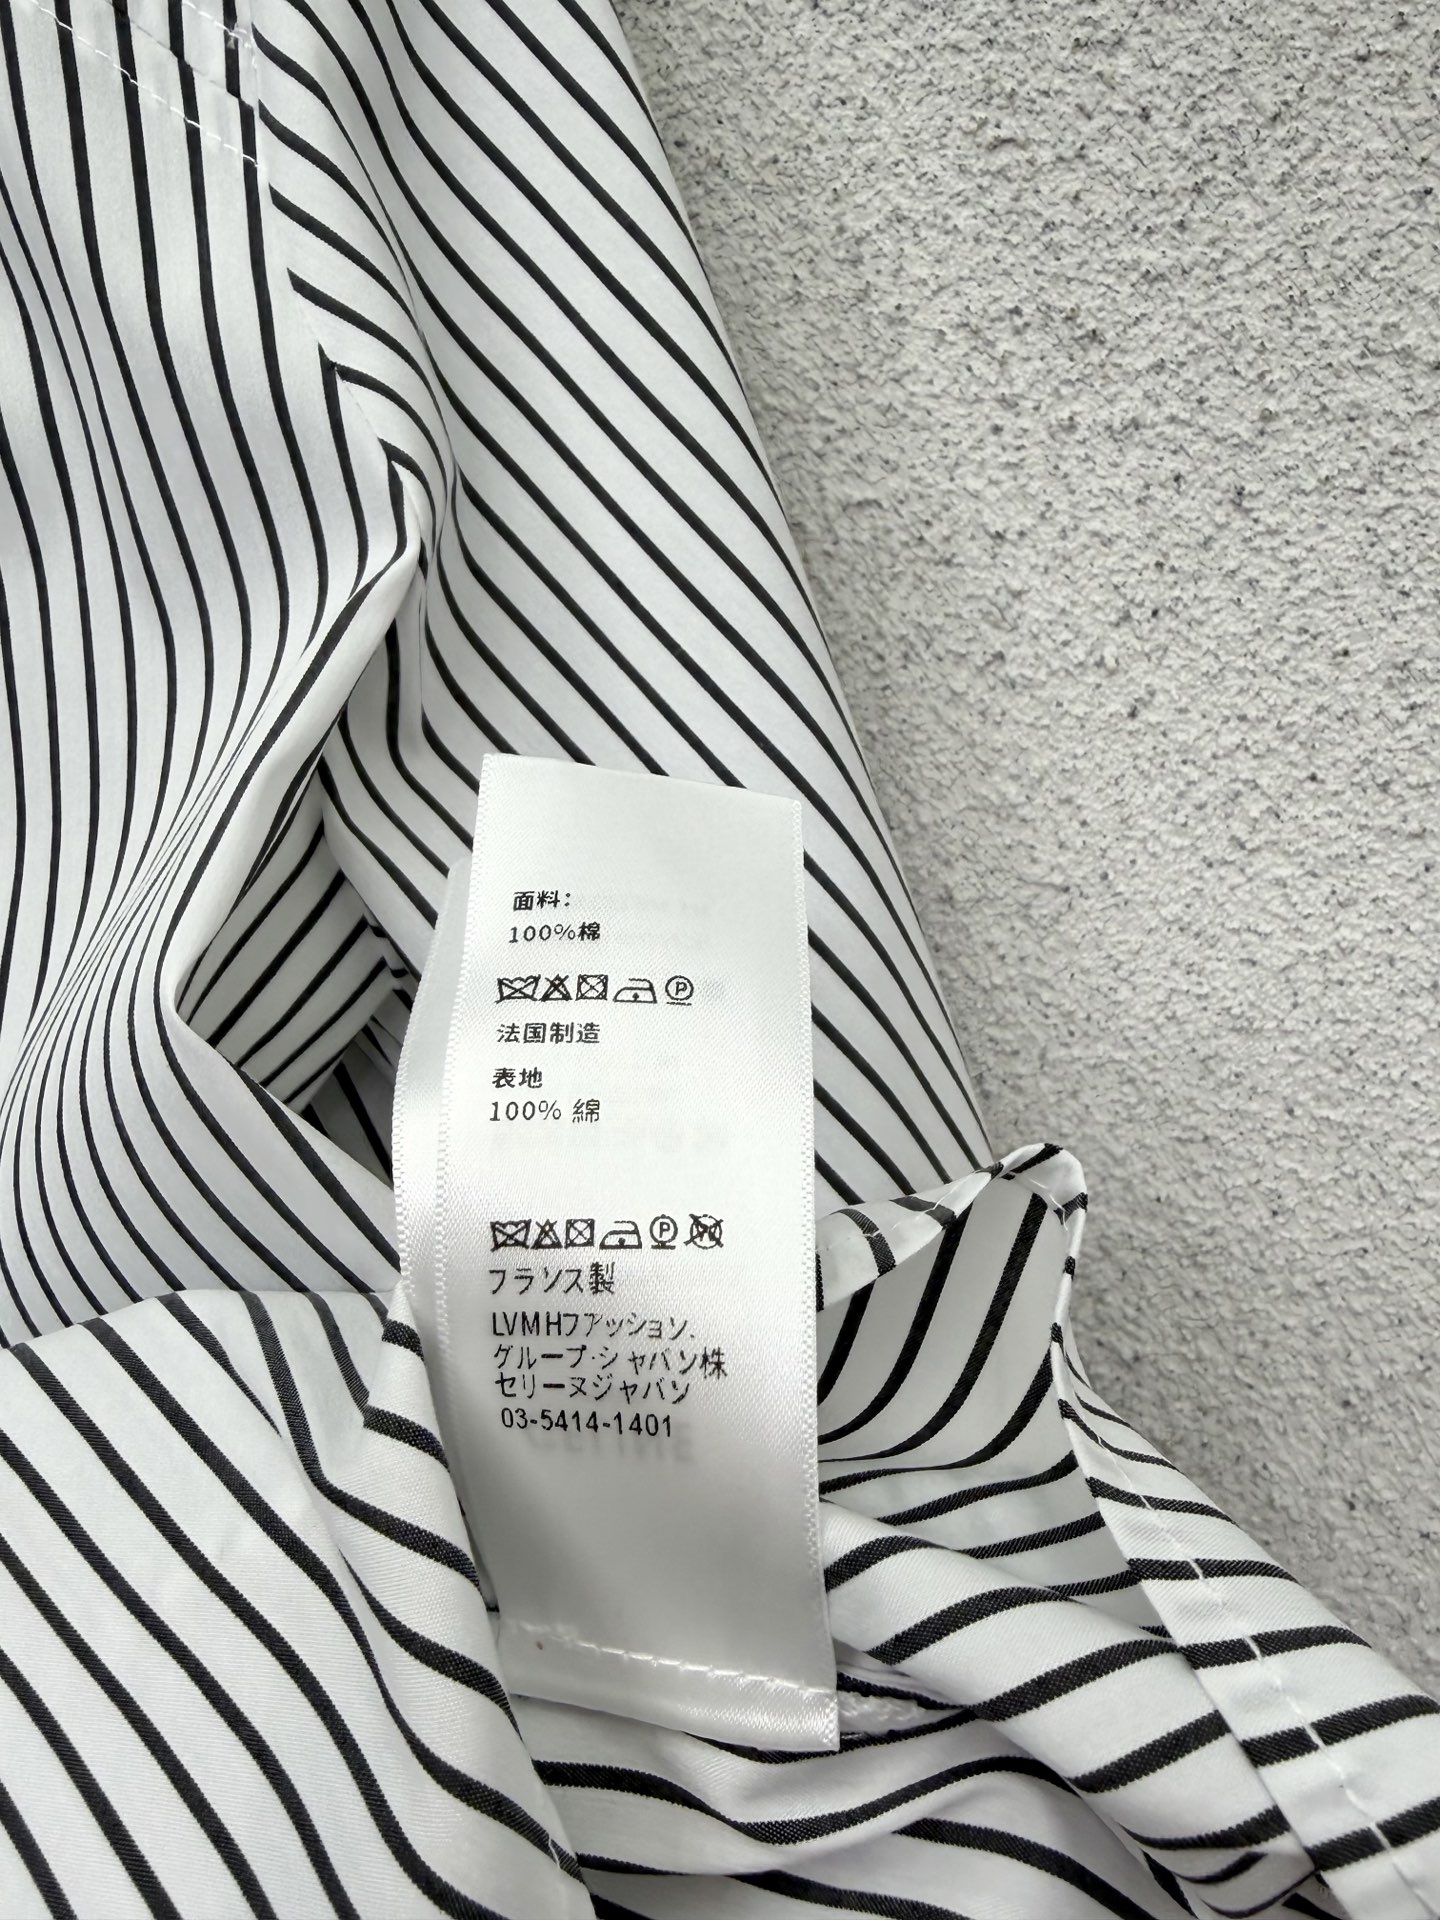 面料：
100%棉
P
法国制造
表地
100% 綿
P
フランス製
LVMHファッション.
グループ・シャパン株
セリーヌジャパン
03-5414-1401